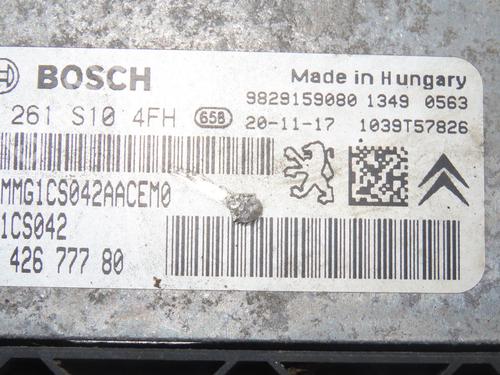 BOSCH
Made in Hungary
9829159080 1349 0563
261 S10 4FH 658 20-11-17 1039T57826
MMG1CS042AACEM0
1CS042
426 777 80